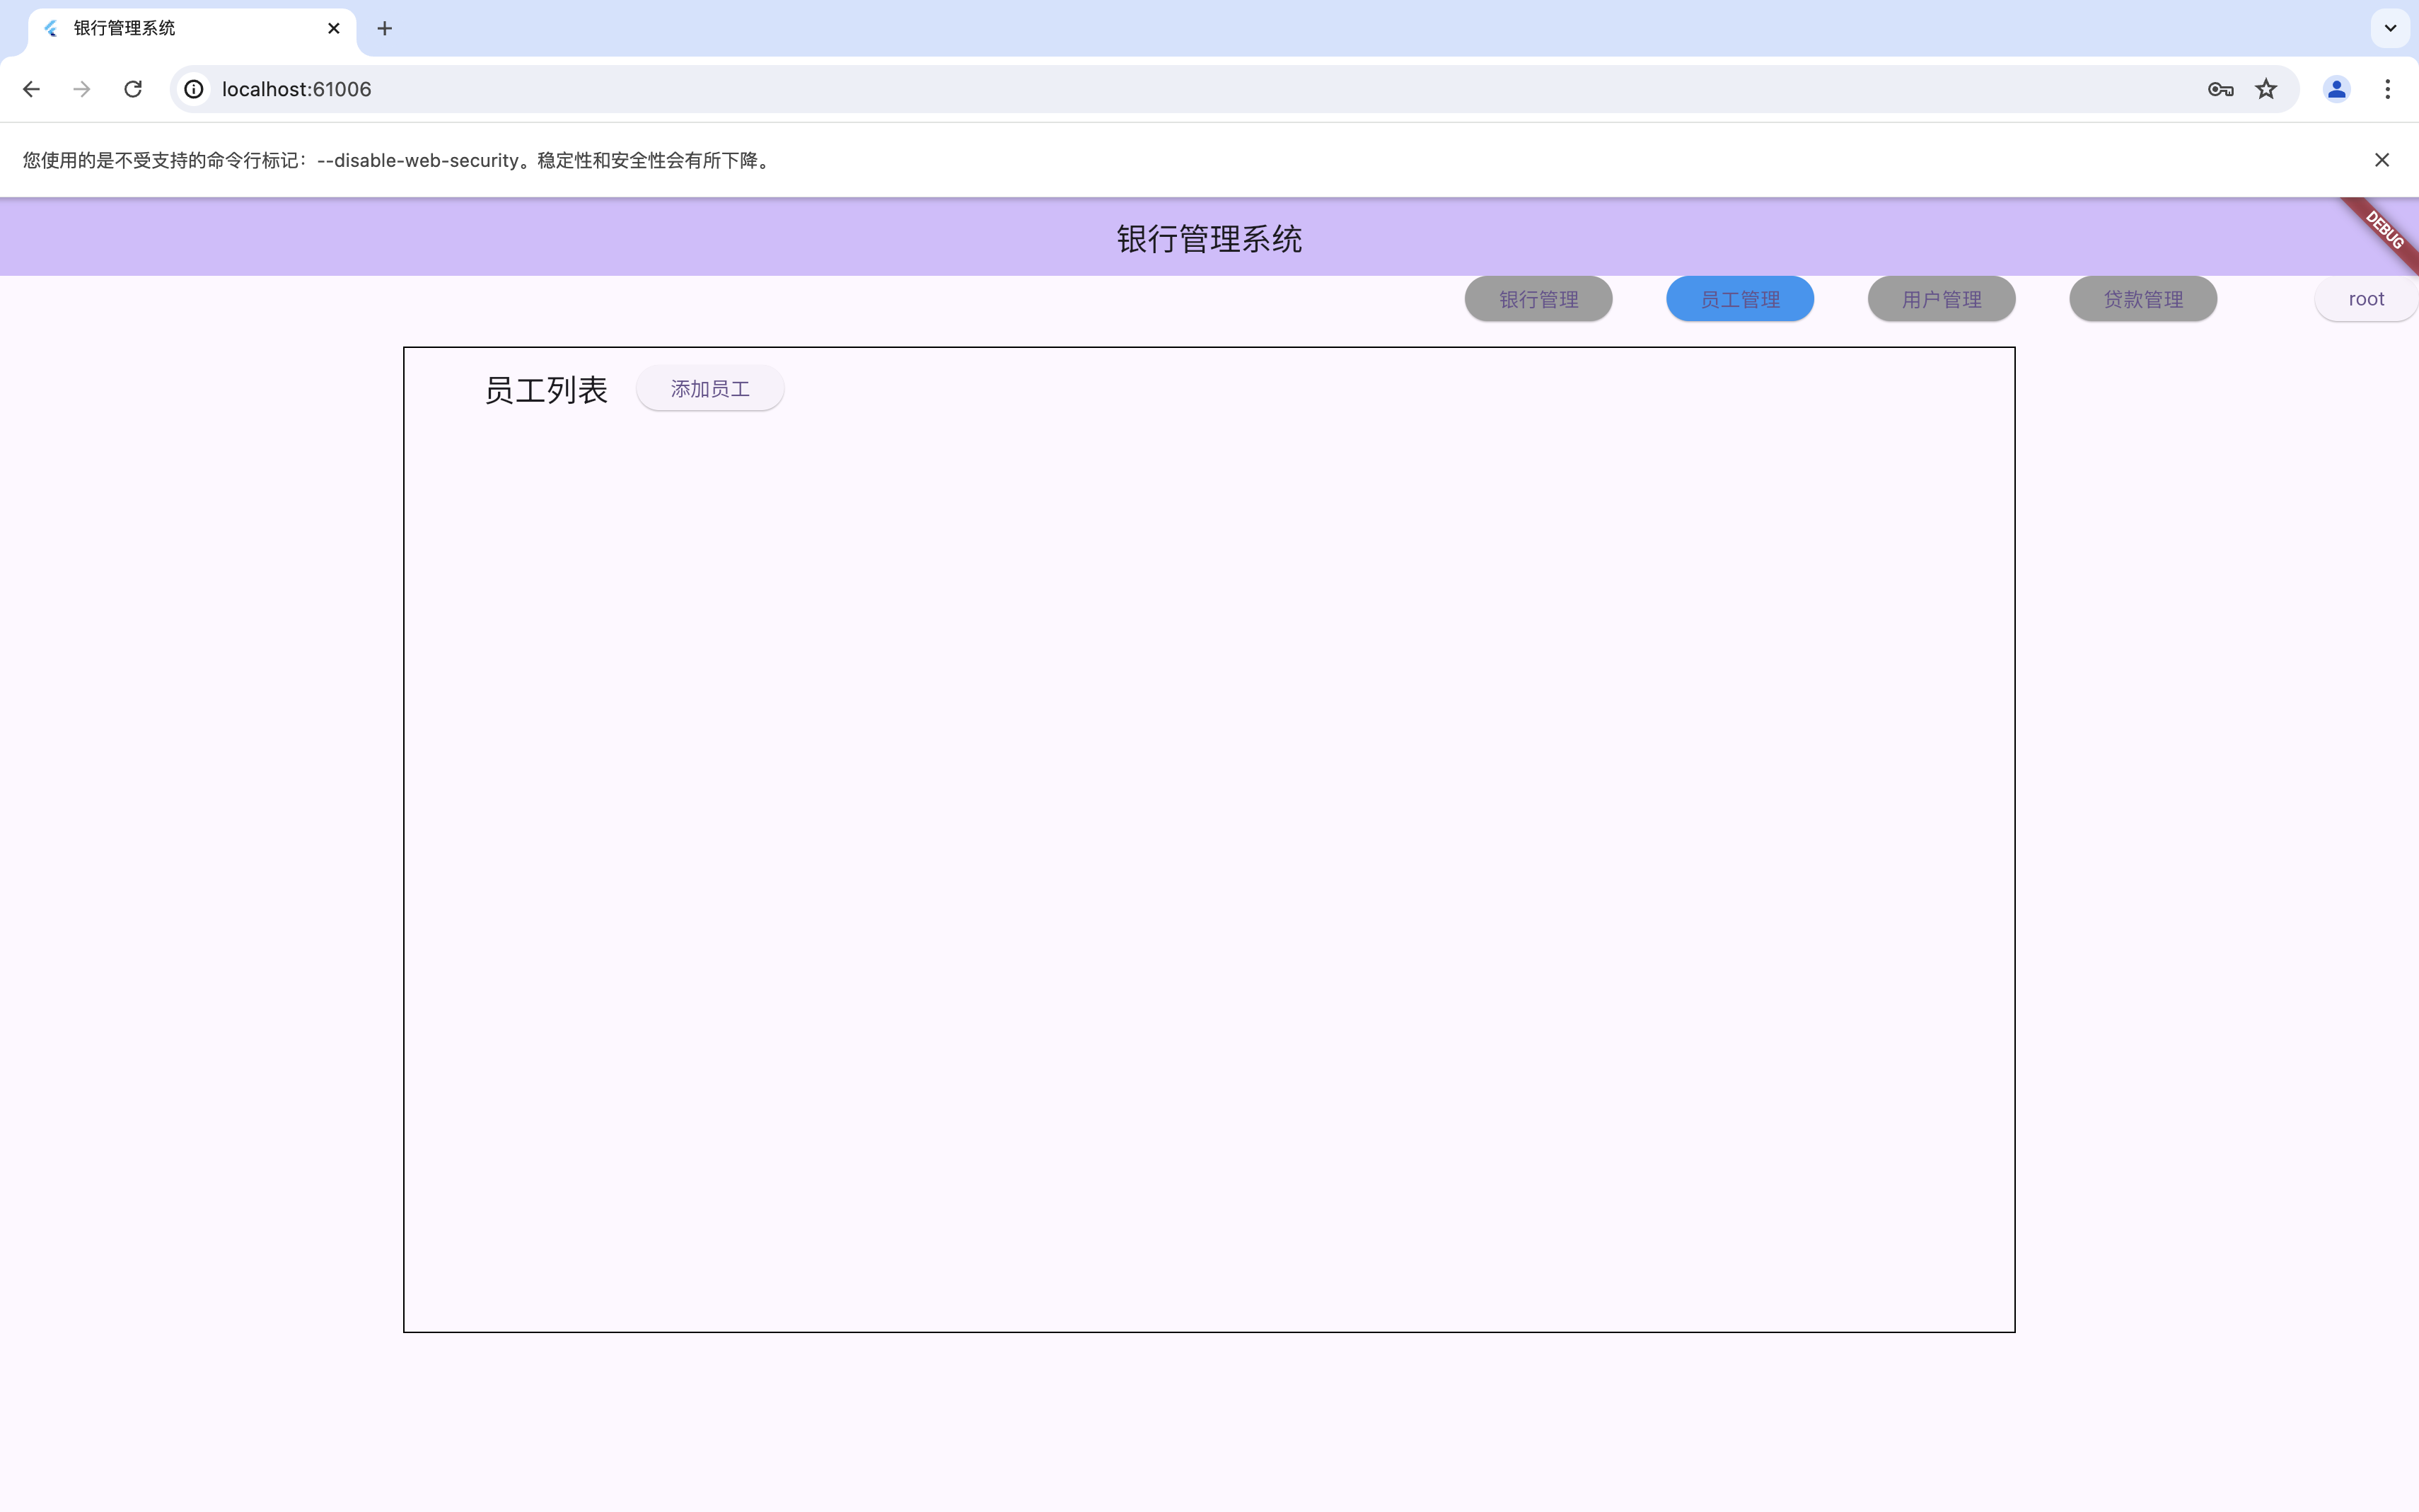 银行管理系统
localhost:61006
您使用的是不受支持的命令行标记：--disable-web-security。稳定性和安全性会有所下降。
银行管理系统
DEBUG
银行管理 员工管理 用户管理 贷款管理 root
员工列表 添加员工